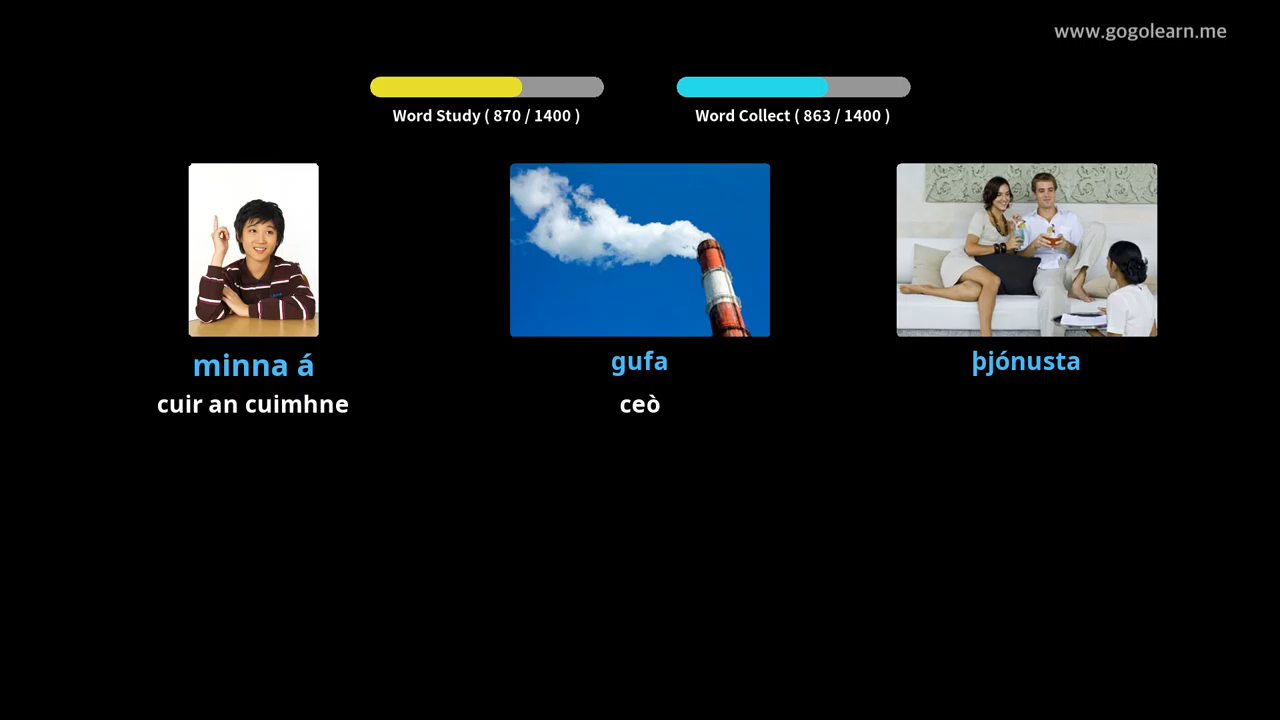 www.gogolearn.me
Word Study ( 870 / 1400 )
Word Collect ( 863 / 1400 )
minna á
gufa
þjónusta
cuir an cuimhne
ceò